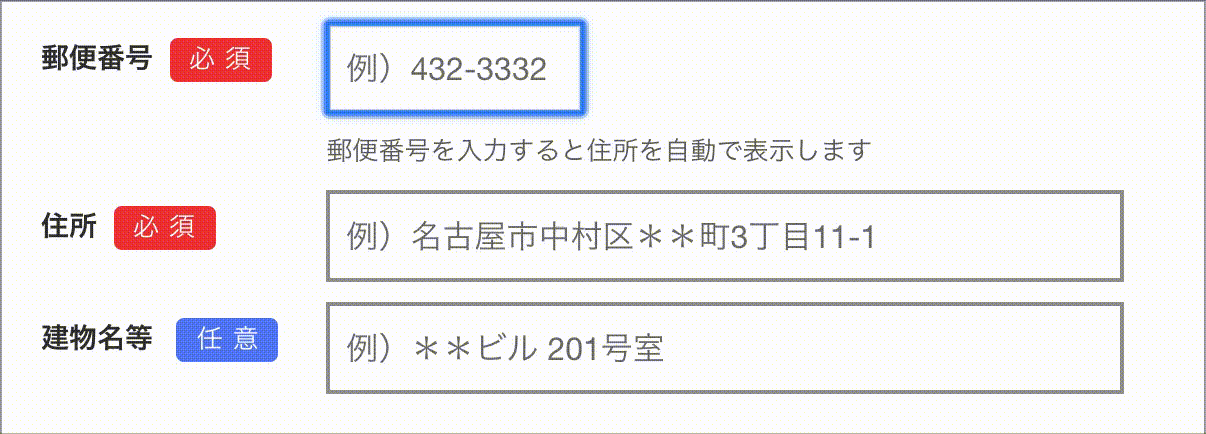 郵便番号 必須 例）432-3332
郵便番号を入力すると住所を自動で表示します
住所 必須 例）名古屋市中村区＊＊町3丁目11-1
建物名等 任意 例）＊＊ビル 201号室